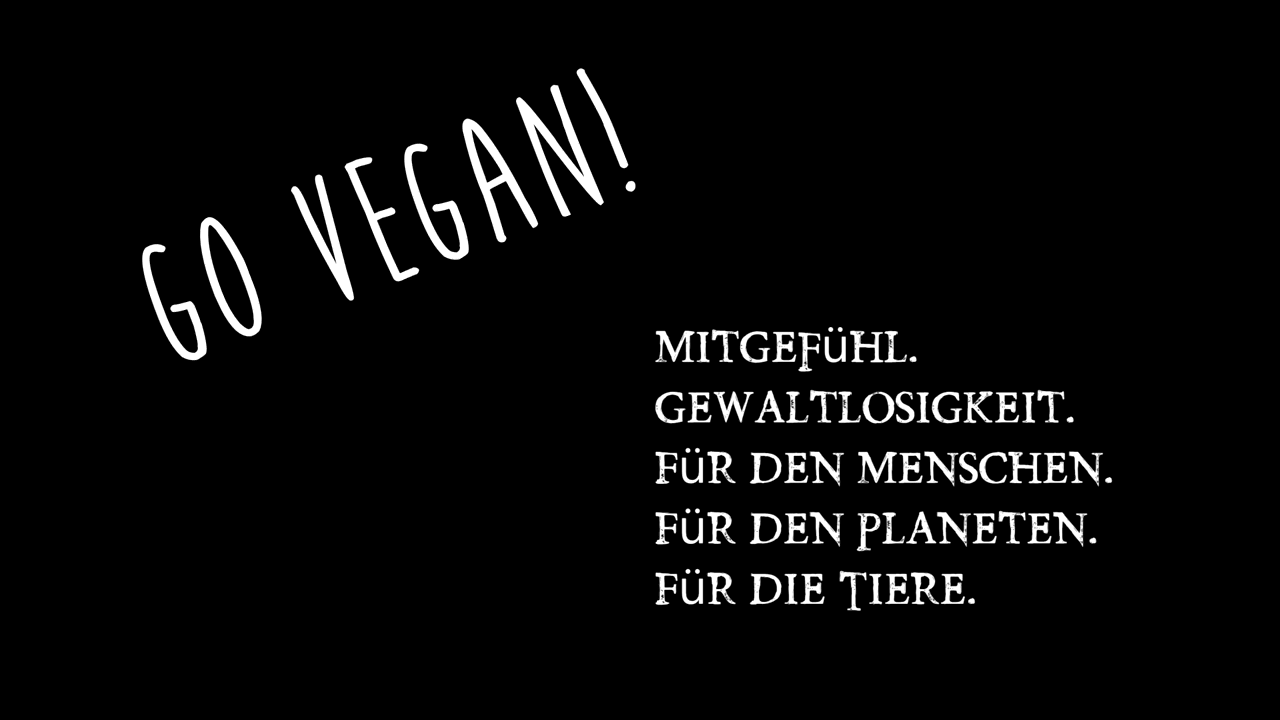 GO VEGAN!
MITGEFÜHL.
GEWALTLOSIGKEIT.
FÜR DEN MENSCHEN.
FÜR DEN PLANETEN.
FÜR DIE TIERE.